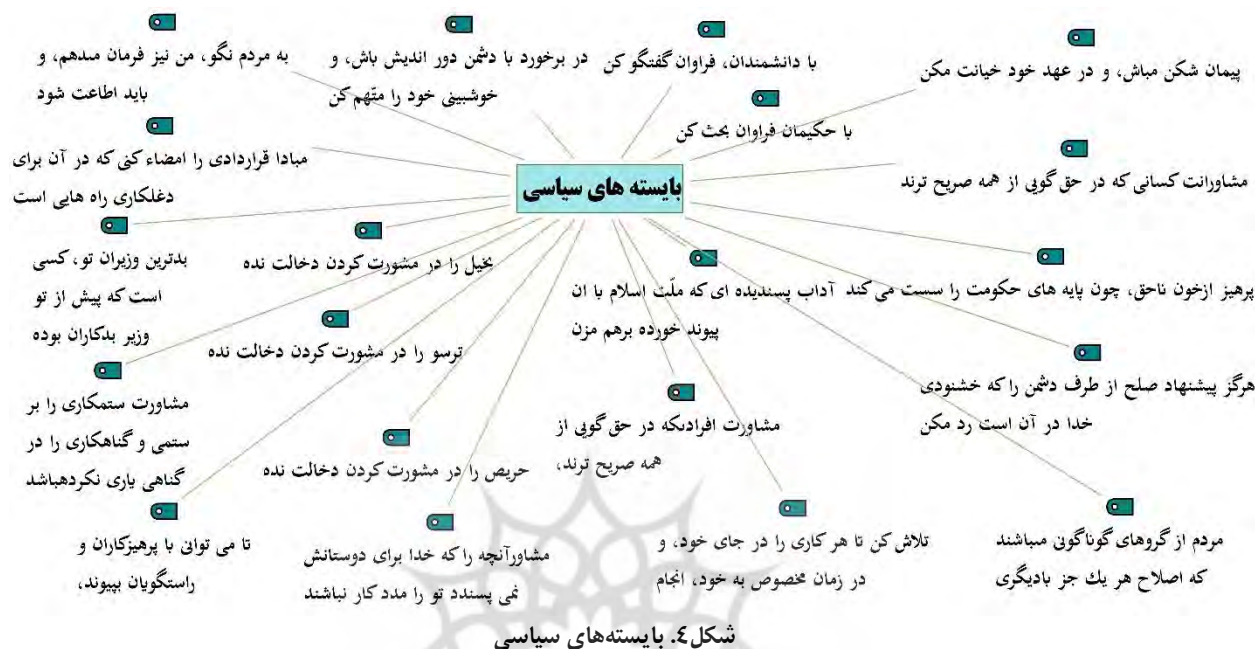 پیمان شکن مباش، و در عهد خود خیانت مکن
با دانشمندان، فراوان گفتگو کن
در برخورد با دشمن دور اندیش باش، و
خوشبینی خود را متّهم کن
به مردم نگو، من نیز فرمان مىدهم، و
باید اطاعت شود
با حکیمان فراوان بحث کن
مبادا قراردادی را امضاء کنی که در آن برای
دغلکاری راه هایی است
مشاورانت کسانی که در حق گویی از همه صریح ترند
بایسته های سیاسی
بدترین وزیران تو، کسی
است که پیش از تو
وزیر بدکاران بوده
بخیل را در مشورت کردن دخالت نده
پرهیز ازخون ناحق، چون پایه های حکومت را سست می کند
آداب پسندیده ای که ملّت اسلام با ان
پیوند خورده برهم مزن
ترسو را در مشورت کردن دخالت نده
هرگز پیشنهاد صلح از طرف دشمن را که خشنودی
خدا در آن است رد مکن
مشاورت ستمکاری را بر
ستمی و گناهکاری را در
گناهی یاری نکردهباشد
مشاورت افرادىکه در حق گویی از
همه صریح ترند،
حریص را در مشورت کردن دخالت نده
مردم از گروهای گوناگونی مىباشند
که اصلاح هر یك جز بادیگری
تلاش کن تا هر کاری را در جای خود، و
در زمان مخصوص به خود، انجام
مشاورآنچه را که خدا برای دوستانش
نمی پسندد تو را مدد کار نباشند
تا می توانی با پرهیزکاران و
راستگویان بپیوند،
شکل٤. بایسته‌های سیاسی